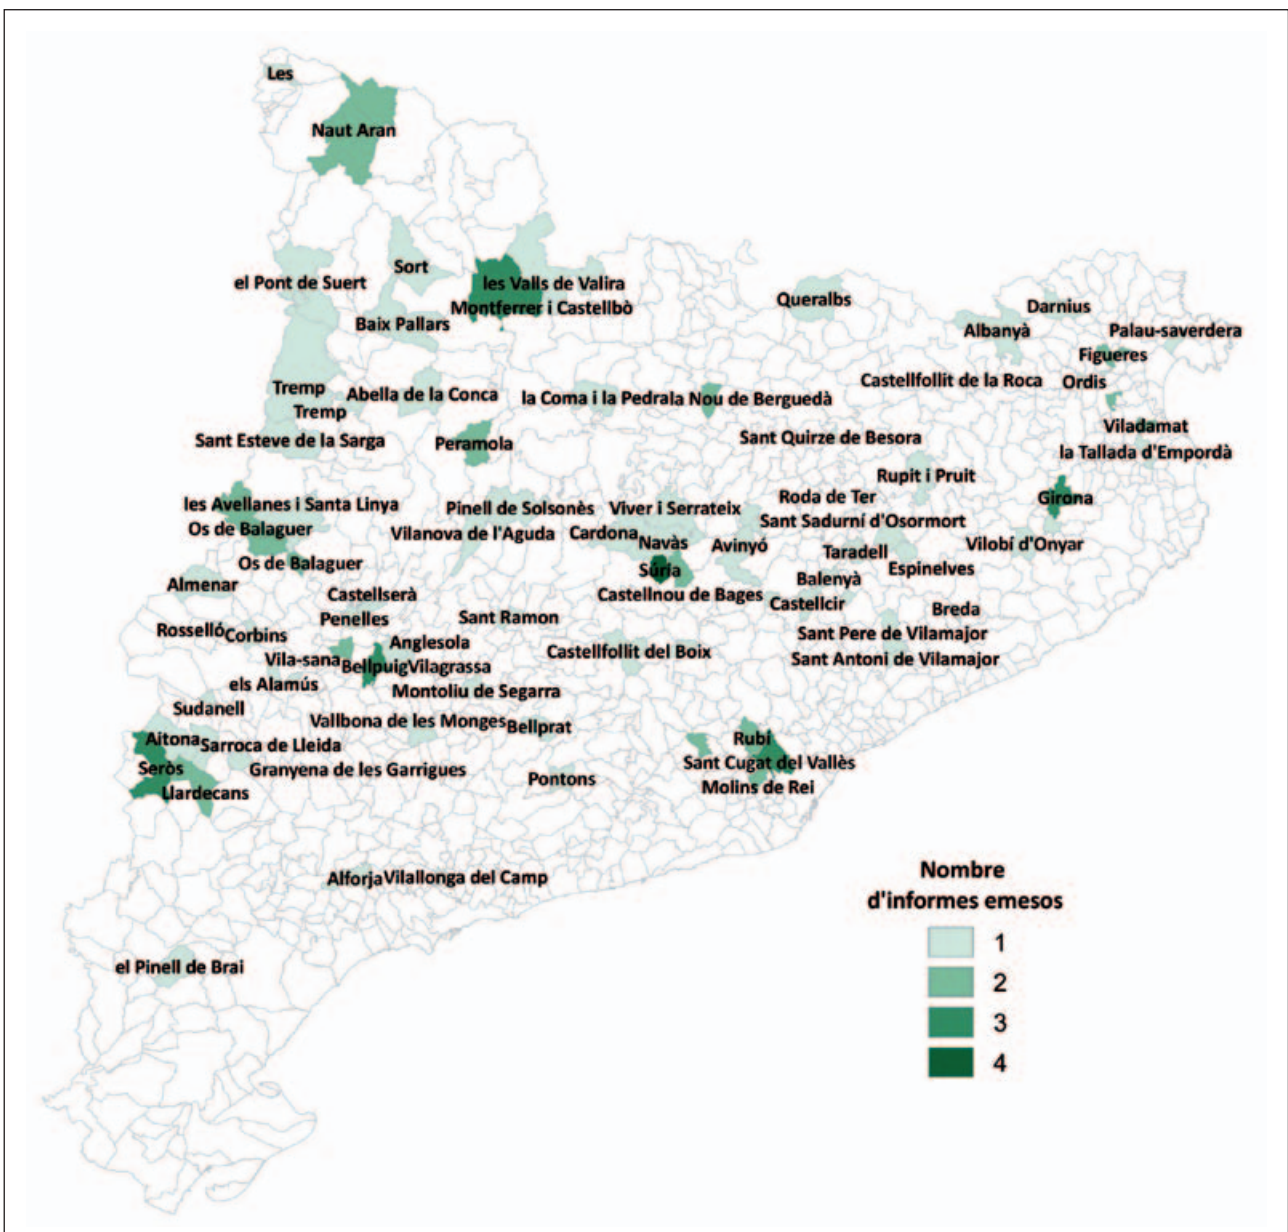 Les
Naut Aran
Sort
el Pont de Suert
les Valls de Valira
Montferrer i Castellbò
Baix Pallars
Queralbs
Darnius
Albanyà
Palau-saverdera
Figueres
Castellfollit de la Roca
Ordis
Tremp
Tremp
Abella de la Conca
la Coma i la Pedra
la Nou de Berguedà
Viladamat
Sant Esteve de la Sarga
Peramola
Sant Quirze de Besora
la Tallada d'Empordà
Rupit i Pruit
les Avellanes i Santa Linya
Pinell de Solsonès
Viver i Serrateix
Roda de Ter
Girona
Os de Balaguer
Vilanova de l'Aguda
Cardona
Navàs
Avinyó
Sant Sadurní d'Osormort
Taradell
Vilobí d'Onyar
Os de Balaguer
Súria
Espinelves
Almenar
Castellserà
Castellnou de Bages
Balenyà
Castellcir
Penelles
Sant Ramon
Breda
Rosselló
Corbins
Anglesola
Castellfollit del Boix
Sant Pere de Vilamajor
Vila-sana
Bellpuig
Vilagrassa
Sant Antoni de Vilamajor
els Alamús
Montoliu de Segarra
Sudanell
Vallbona de les Monges
Bellprat
Aitona
Sarroca de Lleida
Rubí
Seròs
Granyena de les Garrigues
Sant Cugat del Vallès
Llardecans
Pontons
Molins de Rei
Alforja
Vilallonga del Camp
el Pinell de Brai
Nombre
d'informes emesos
1
2
3
4